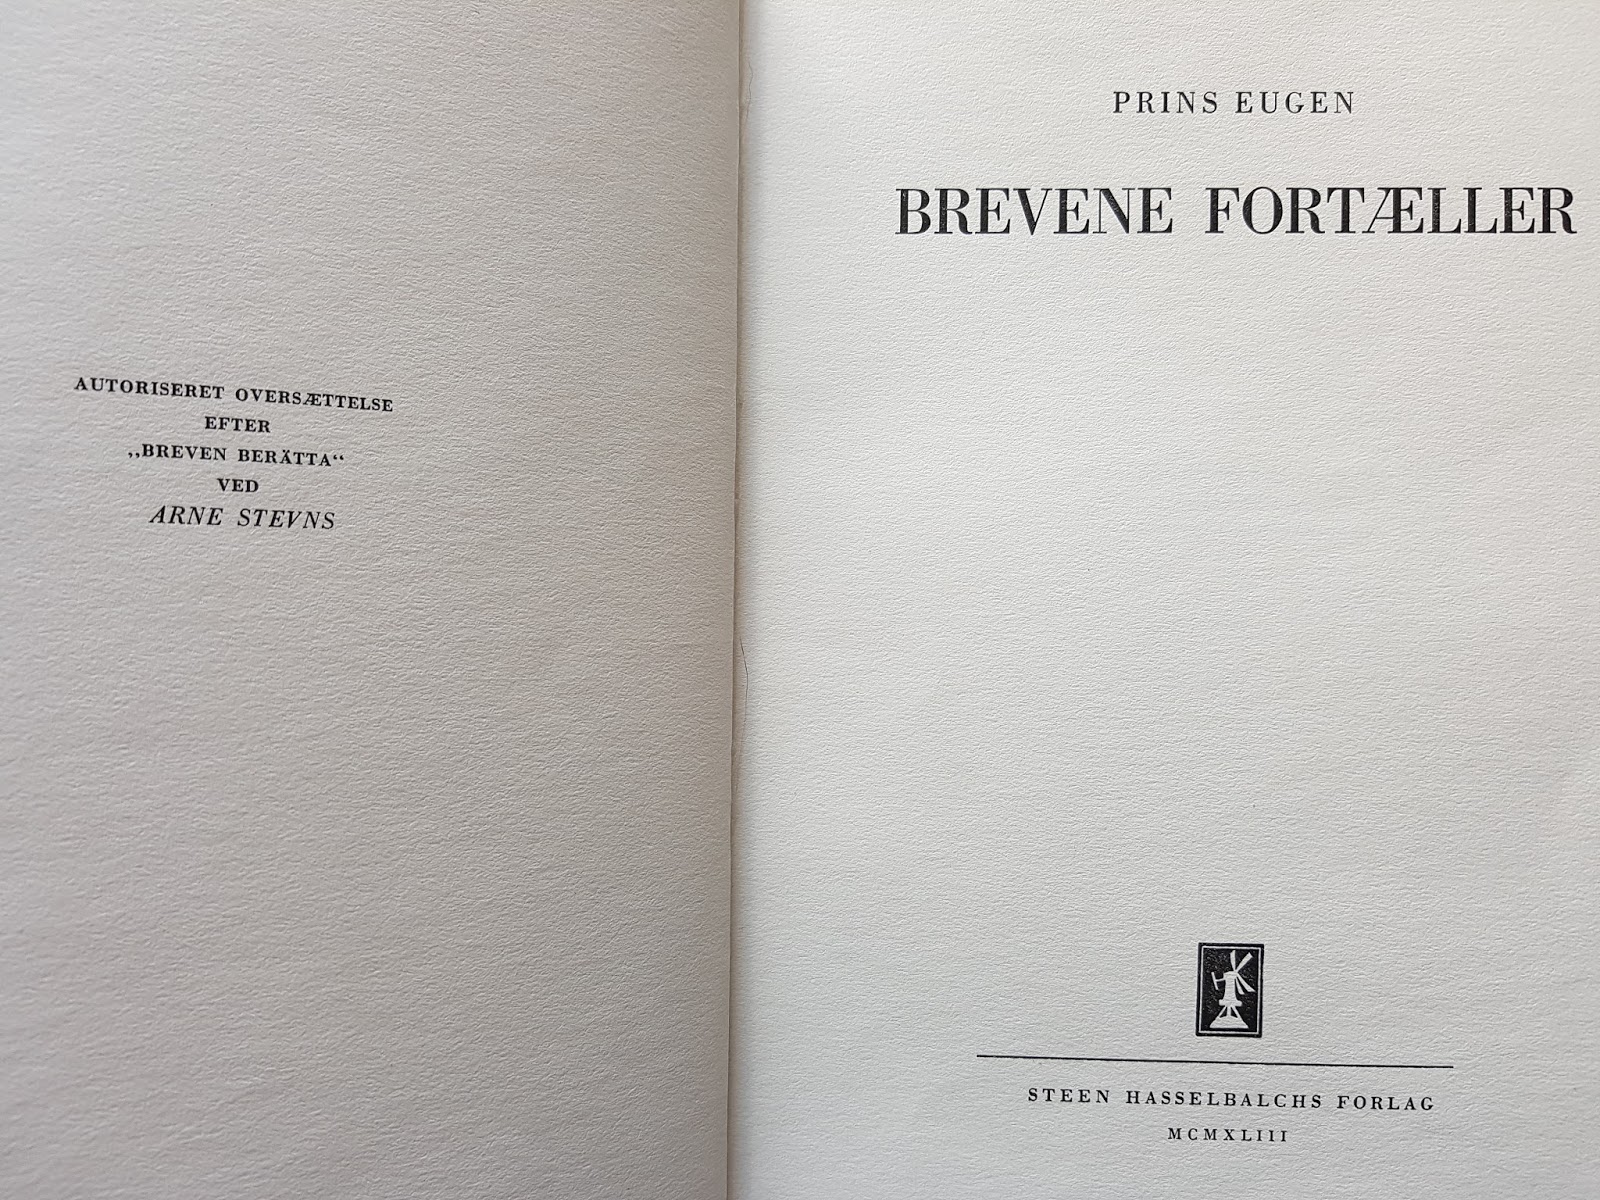 AUTORISERET OVERSÆTTELSE
EFTER
„BREVEN BERÄTTA“
VED
ARNE STEVNS
PRINS EUGEN
BREVENE FORTÆLLER
STEEN HASSELBALCHS FORLAG
MCMXLIII